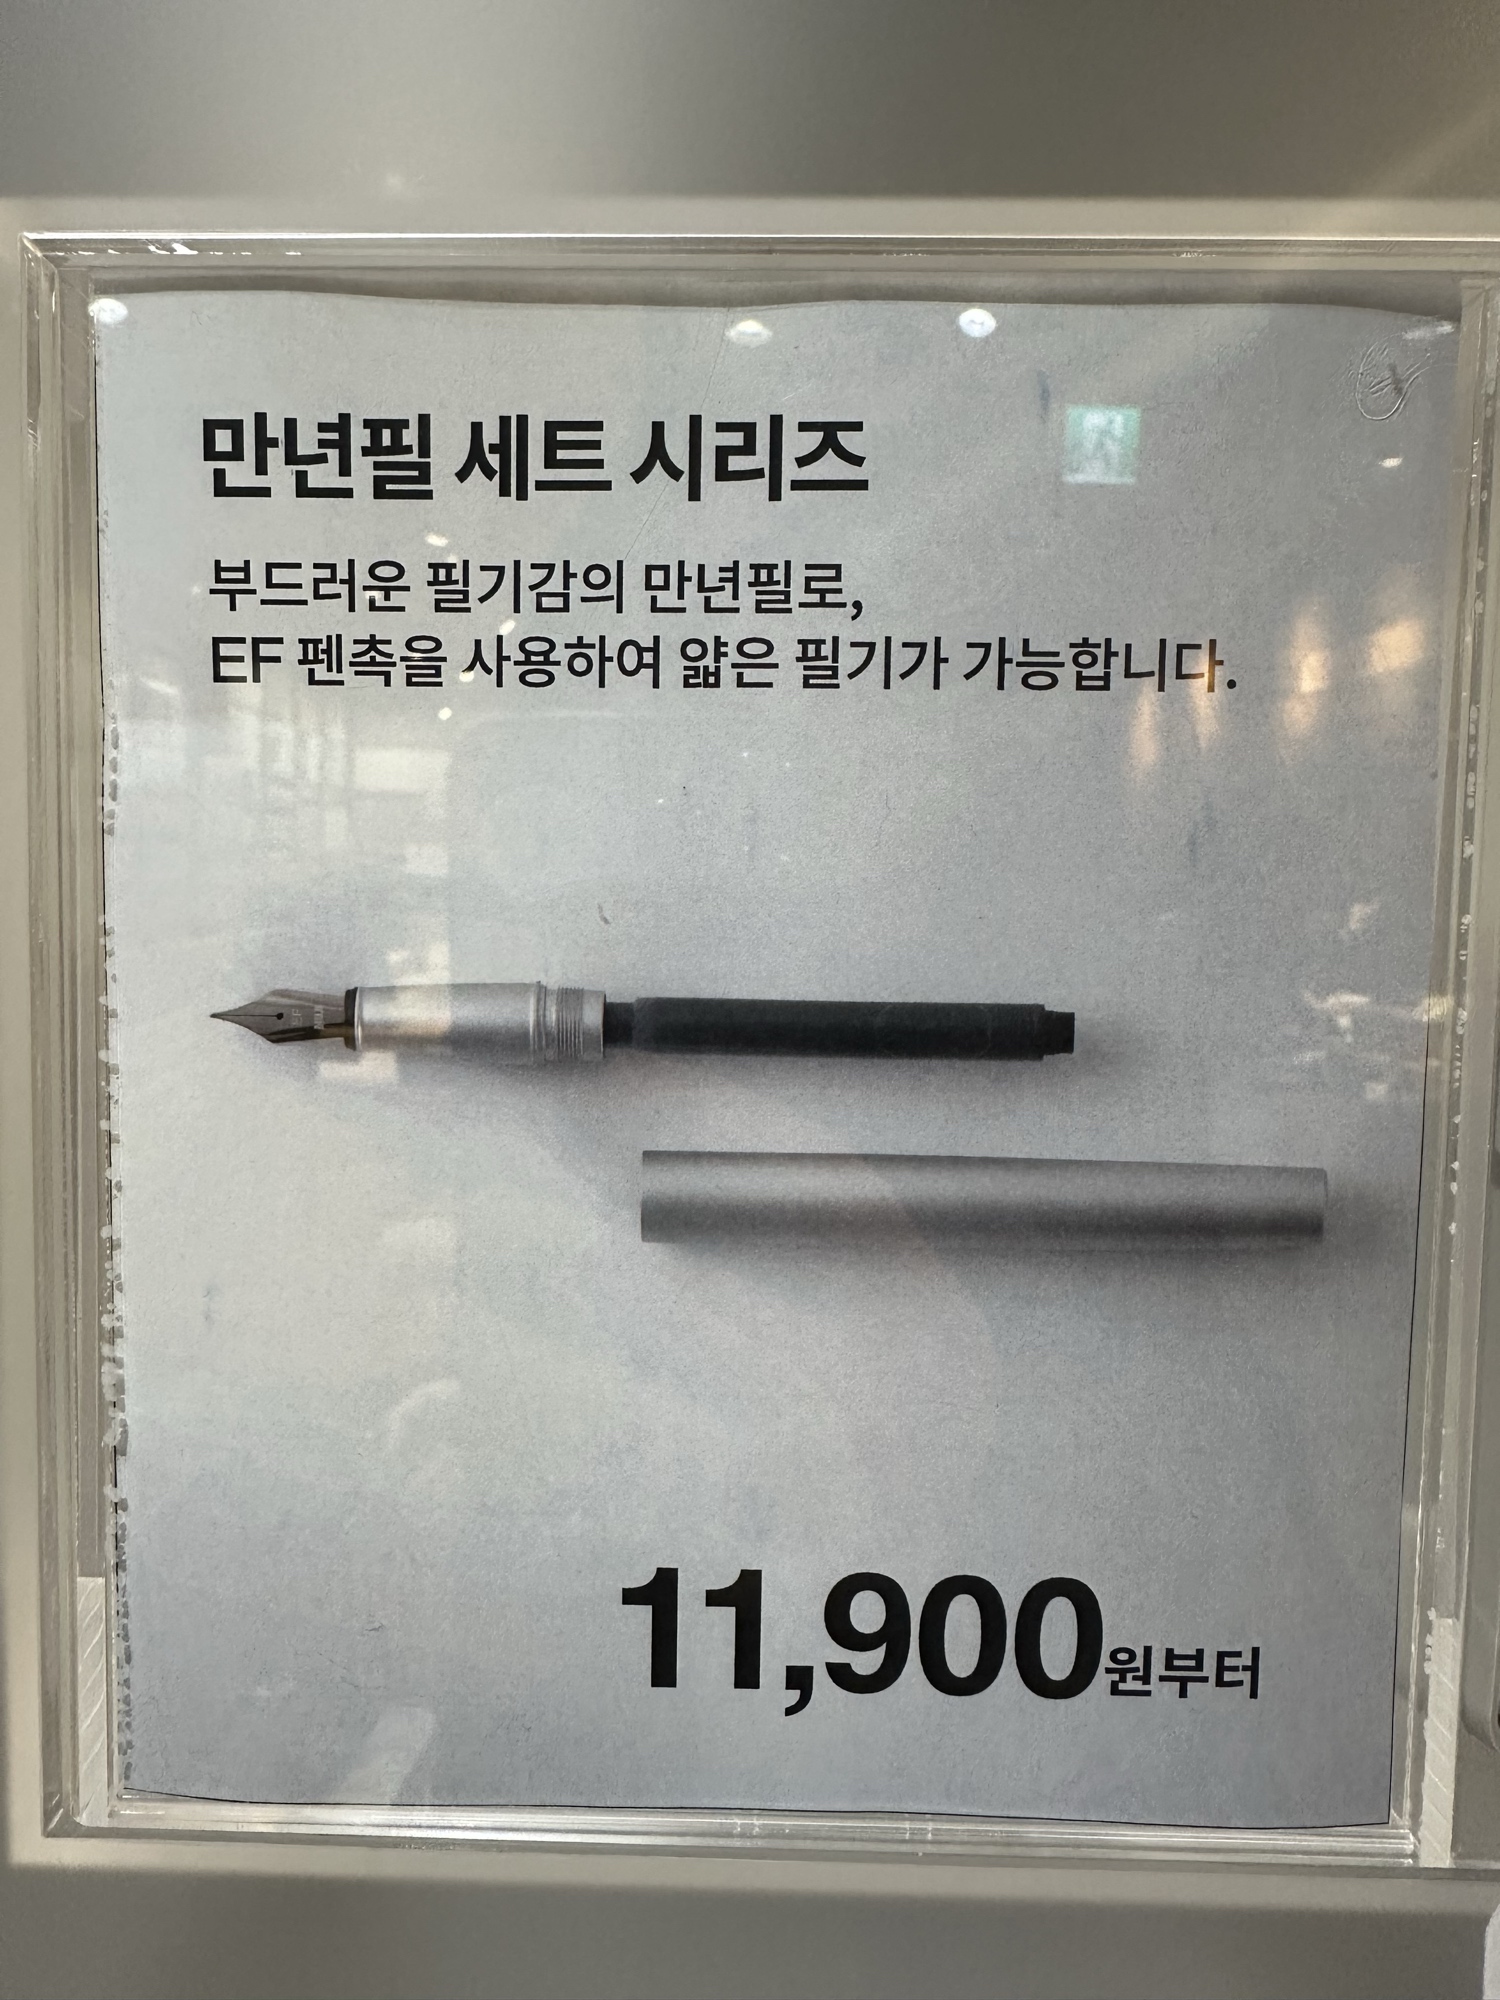 만년필 세트 시리즈
부드러운 필기감의 만년필로,
EF 펜촉을 사용하여 얇은 필기가 가능합니다.
EF
11,900원부터